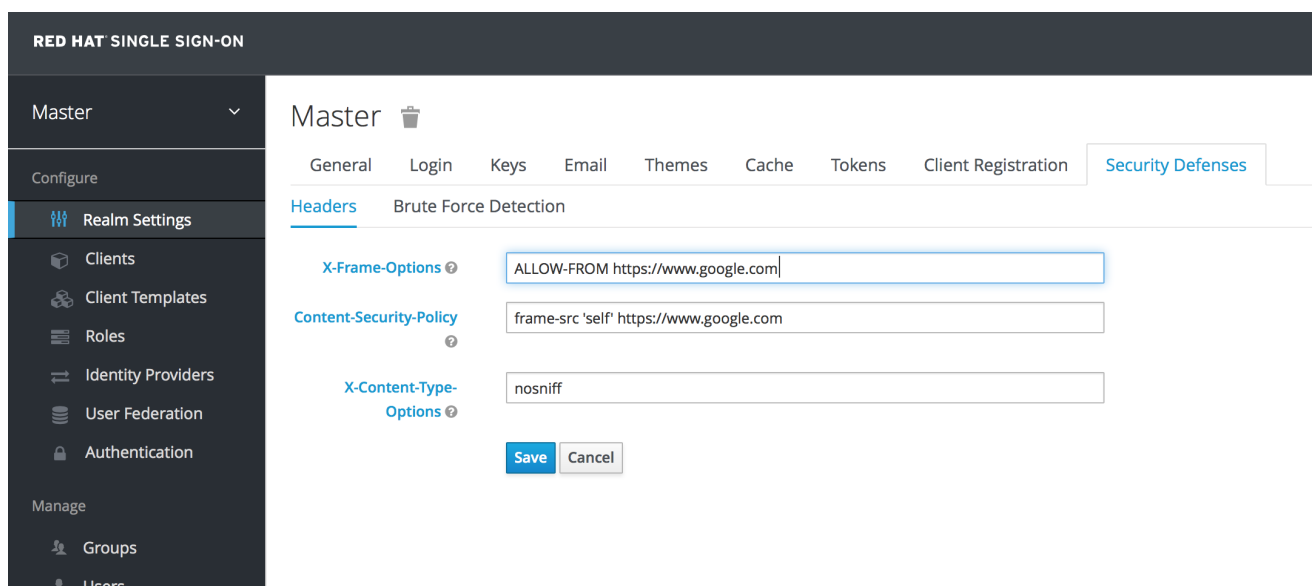 RED HAT SINGLE SIGN-ON
Master
Configure
Realm Settings
Clients
Client Templates
Roles
Identity Providers
User Federation
Authentication
Manage
Groups
Users
Master
General Login Keys Email Themes Cache Tokens Client Registration Security Defenses
Headers Brute Force Detection
X-Frame-Options ALLOW-FROM https://www.google.com
Content-Security-Policy frame-src 'self' https://www.google.com
X-Content-Type-
Options nosniff
Save Cancel